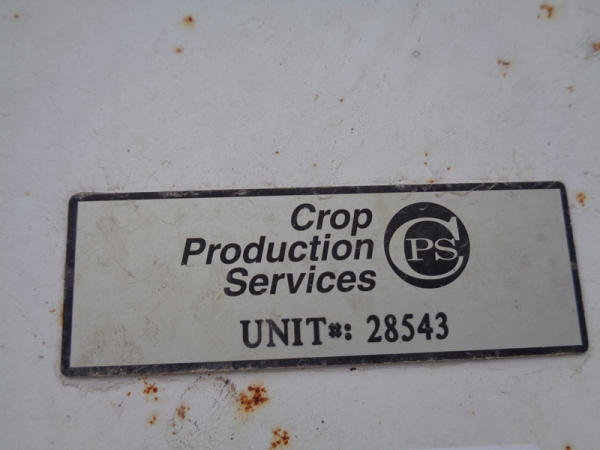 Crop
Production
Services
CPS
UNIT#: 28543